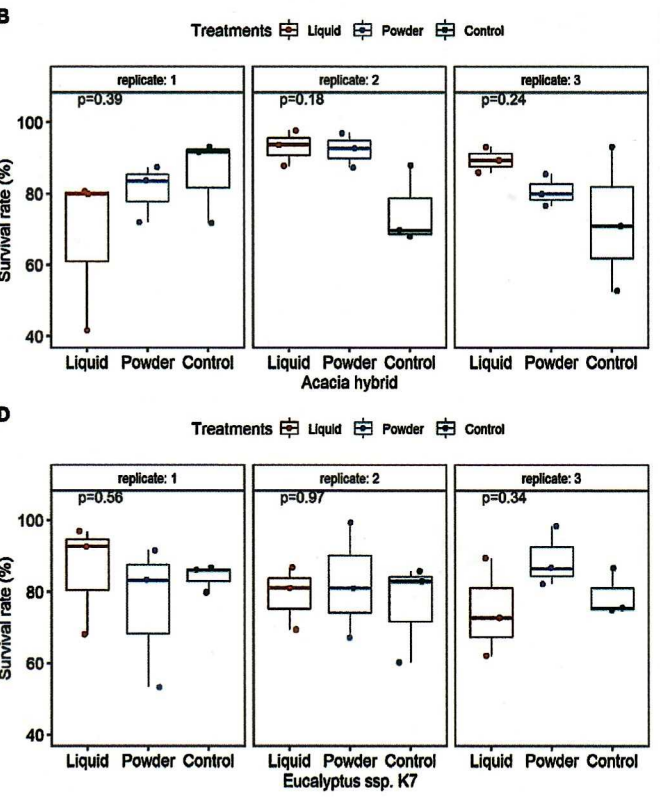 B
Treatments Liquid Powder Control
replicate: 1 replicate: 2 replicate: 3
p=0.39 p=0.18 p=0.24
100
80
60
40
Survival rate (%)
Liquid Powder Control Liquid Powder Control Liquid Powder Control
Acacia hybrid
D
Treatments Liquid Powder Control
replicate: 1 replicate: 2 replicate: 3
p=0.56 p=0.97 p=0.34
100
80
60
40
Survival rate (%)
Liquid Powder Control Liquid Powder Control Liquid Powder Control
Eucalyptus ssp. K7